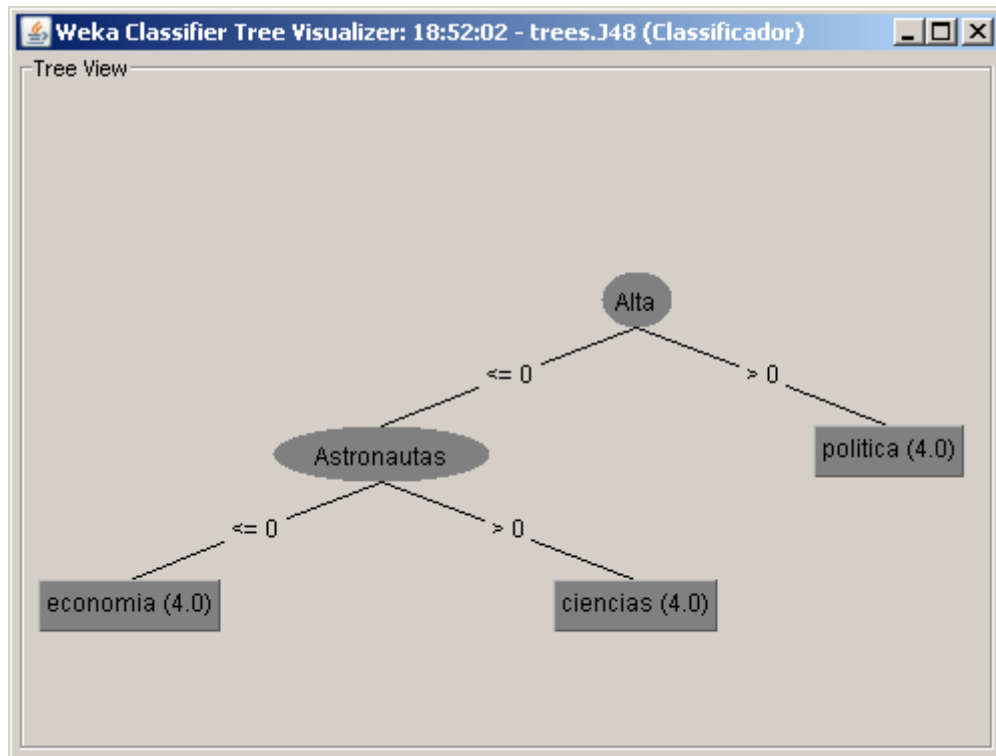 Weka Classifier Tree Visualizer: 18:52:02 - trees.J48 (Classificador)
Tree View
Alta
<= 0
> 0
Astronautas
politica (4.0)
<= 0
> 0
economia (4.0)
ciencias (4.0)